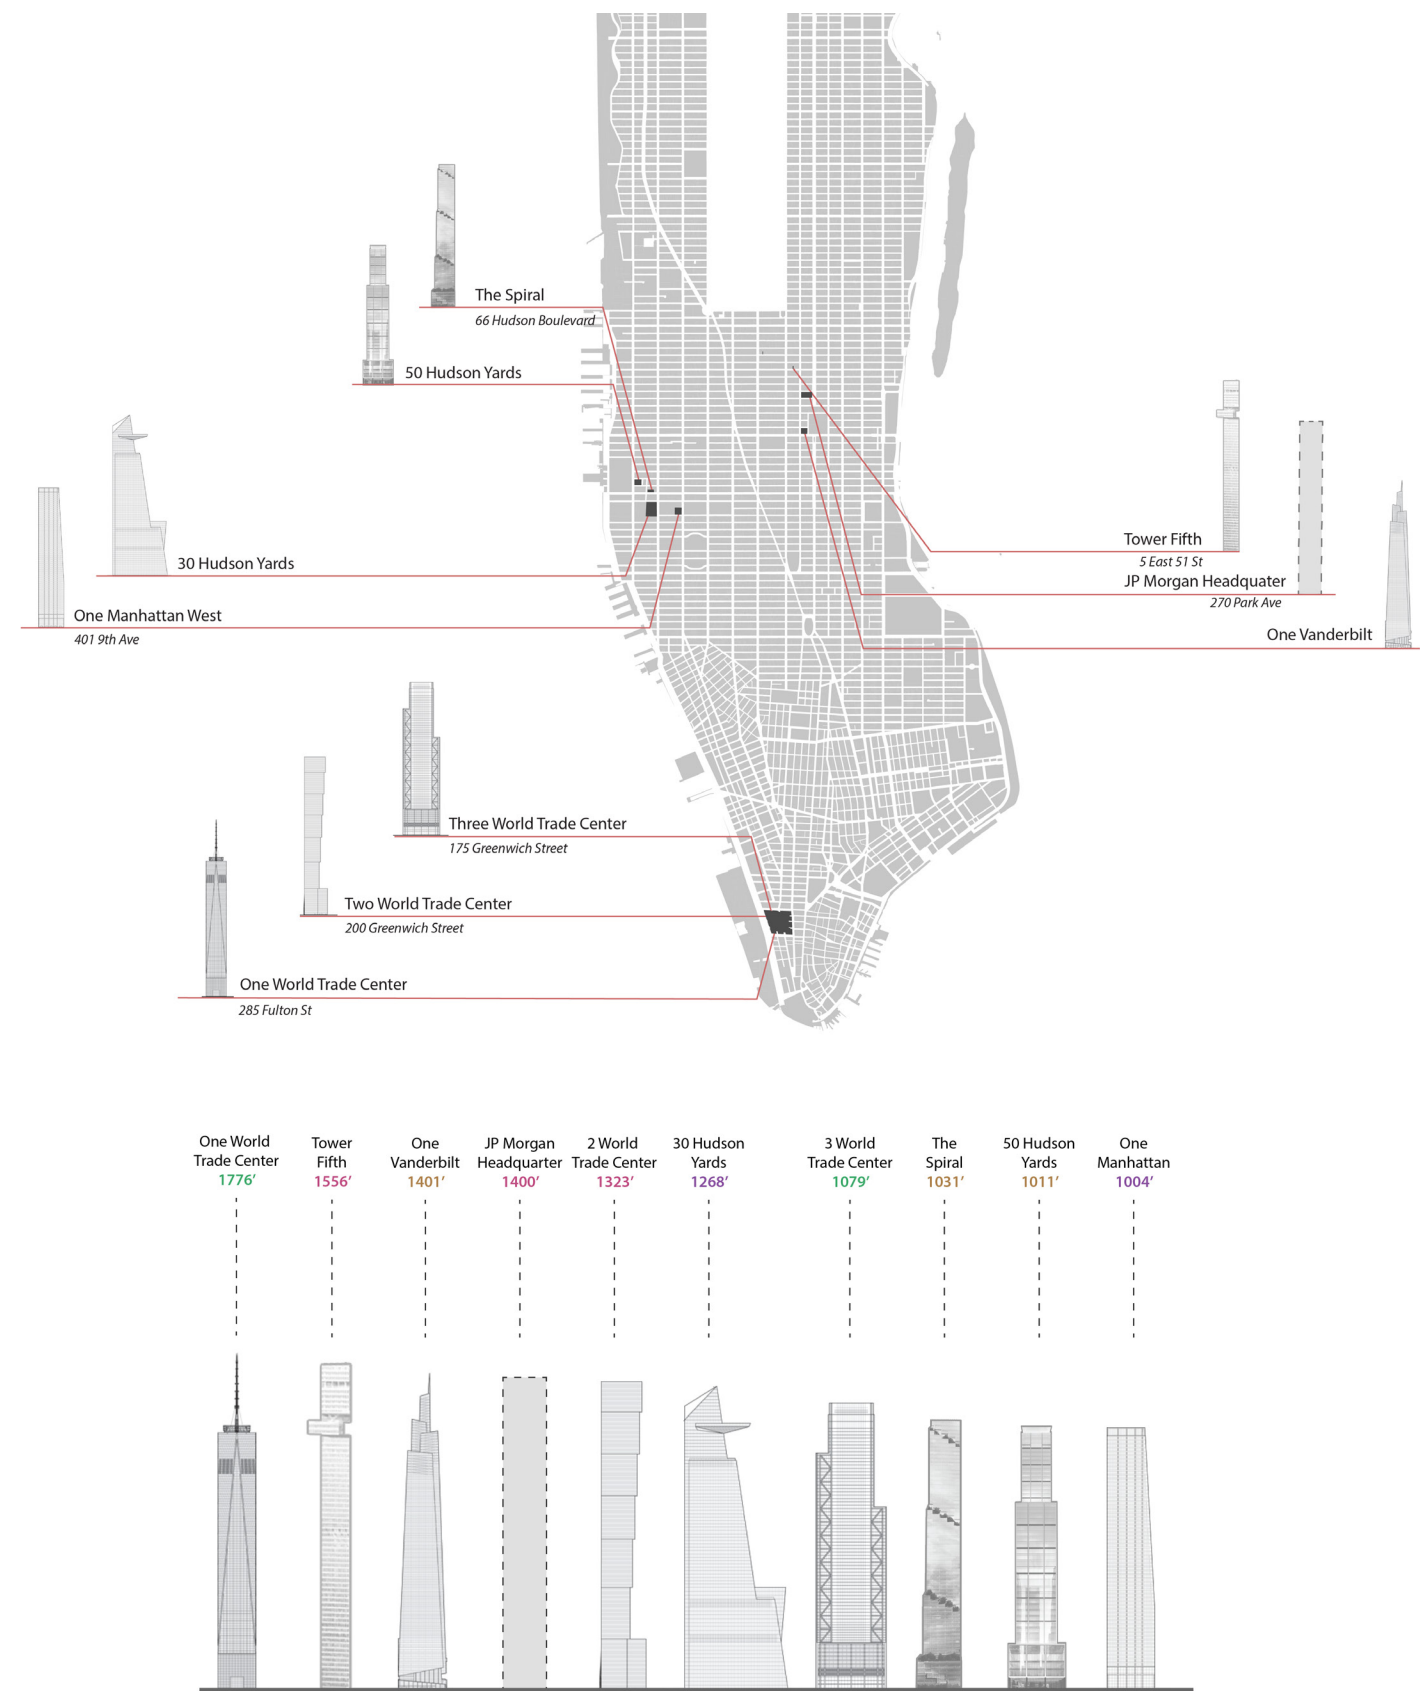 The Spiral
66 Hudson Boulevard
50 Hudson Yards
30 Hudson Yards
One Manhattan West
401 9th Ave
Tower Fifth
5 East 51 St
JP Morgan Headquater
270 Park Ave
One Vanderbilt
Three World Trade Center
175 Greenwich Street
Two World Trade Center
200 Greenwich Street
One World Trade Center
285 Fulton St
One World
Trade Center
1776’
Tower
Fifth
1556’
One
Vanderbilt
1401’
JP Morgan
Headquarter
1400’
2 World
Trade Center
1323’
30 Hudson
Yards
1268’
3 World
Trade Center
1079’
The
Spiral
1031’
50 Hudson
Yards
1011’
One
Manhattan
1004’